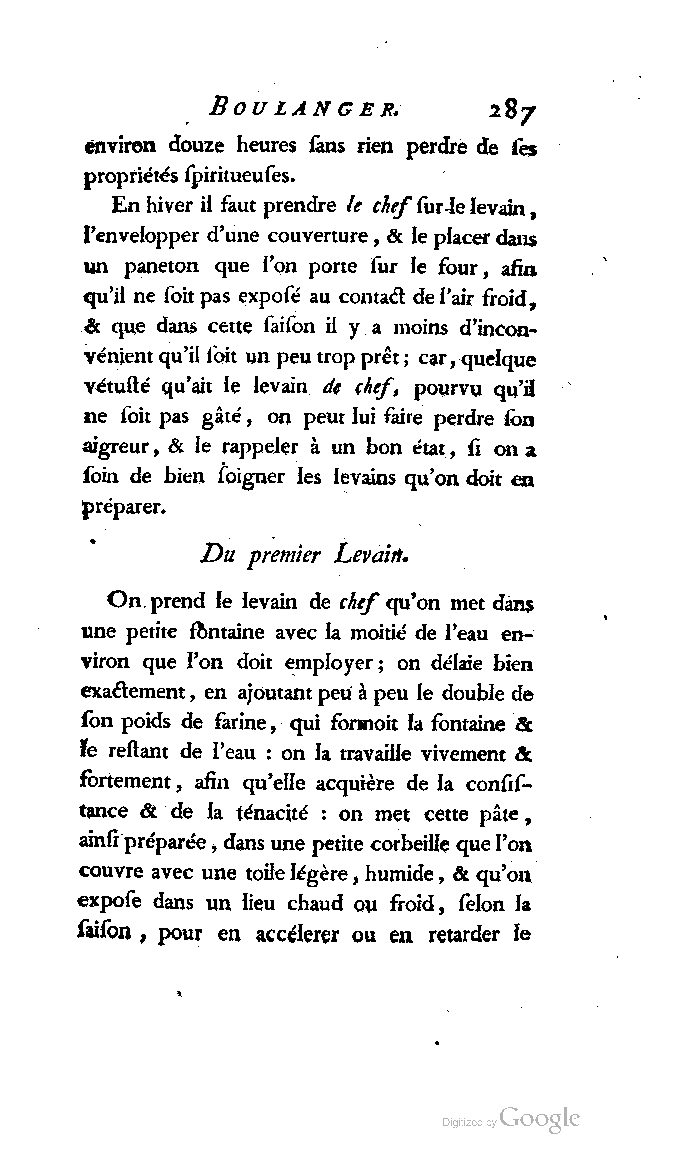 BOULANGER. 287
environ douze heures ſans rien perdre de ſes
propriétés ſpiritueuſes.
En hiver il faut prendre le chef ſur-le levain,
l'envelopper d'une couverture, & le placer dans
un paneton que l'on porte ſur le four, afin
qu'il ne ſoit pas expoſé au contact de l'air froid,
& que dans cette ſaiſon il y a moins d'incon-
vénient qu'il ſoit un peu trop prêt; car, quelque
vétuſté qu'ait le levain de chef, pourvu qu'il
ne ſoit pas gâté, on peut lui faire perdre ſon
aigreur, & le rappeler à un bon état, ſi on a
ſoin de bien ſoigner les levains qu'on doit en
préparer.
Du premier Levain.
On prend le levain de chef qu'on met dans
une petite fontaine avec la moitié de l'eau en-
viron que l'on doit employer; on délaie bien
exactement, en ajoutant peu à peu le double de
ſon poids de farine, qui formoit la fontaine &
le reſtant de l'eau : on la travaille vivement &
fortement, afin qu'elle acquière de la conſiſ-
tance & de la ténacité : on met cette pâte,
ainſi préparée, dans une petite corbeille que l'on
couvre avec une toile légère, humide, & qu'on
expoſe dans un lieu chaud ou froid, ſelon la
ſaiſon, pour en accélerer ou en retarder le
Digitized by Google